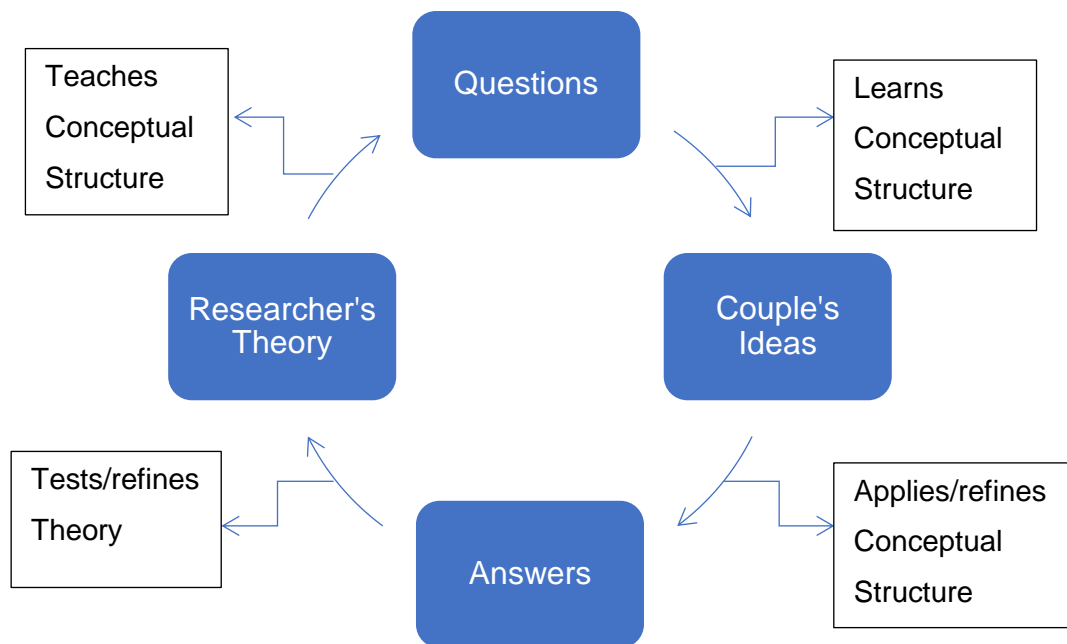 Questions
Teaches
Conceptual
Structure
Learns
Conceptual
Structure
Researcher's
Theory
Couple's
Ideas
Tests/refines
Theory
Applies/refines
Conceptual
Structure
Answers